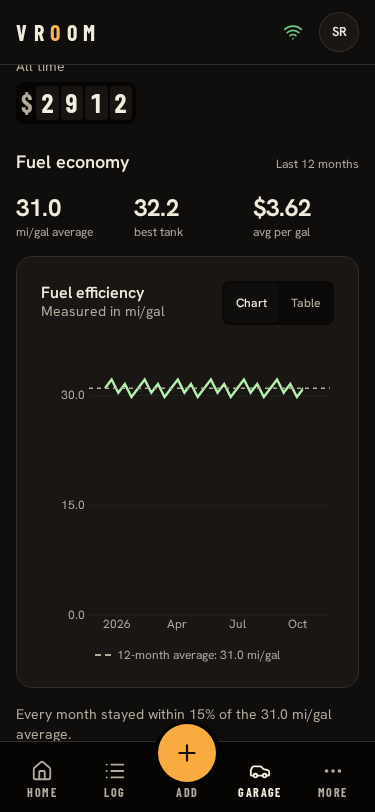 VROOM
SR
All time
$2912
Fuel economy
Last 12 months
31.0
32.2
$3.62
mi/gal average
best tank
avg per gal
Fuel efficiency
Measured in mi/gal
Chart
Table
30.0
15.0
0.0
2026
Apr
Jul
Oct
12-month average: 31.0 mi/gal
Every month stayed within 15% of the 31.0 mi/gal
average.
HOME
LOG
ADD
GARAGE
MORE